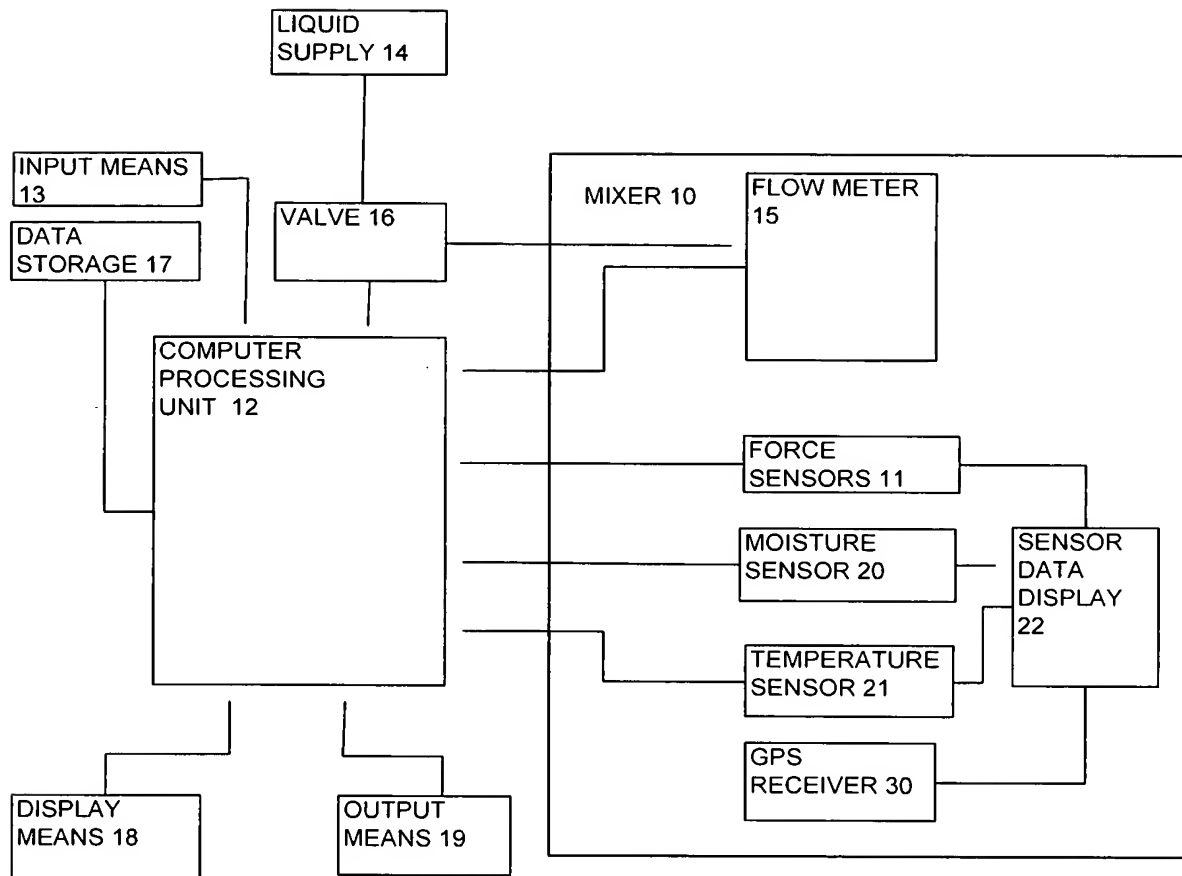 LIQUID
SUPPLY 14
INPUT MEANS
13
DATA
STORAGE 17
VALVE 16
MIXER 10
FLOW METER
15
COMPUTER
PROCESSING
UNIT 12
FORCE
SENSORS 11
MOISTURE
SENSOR 20
SENSOR
DATA
DISPLAY
22
TEMPERATURE
SENSOR 21
GPS
RECEIVER 30
DISPLAY
MEANS 18
OUTPUT
MEANS 19